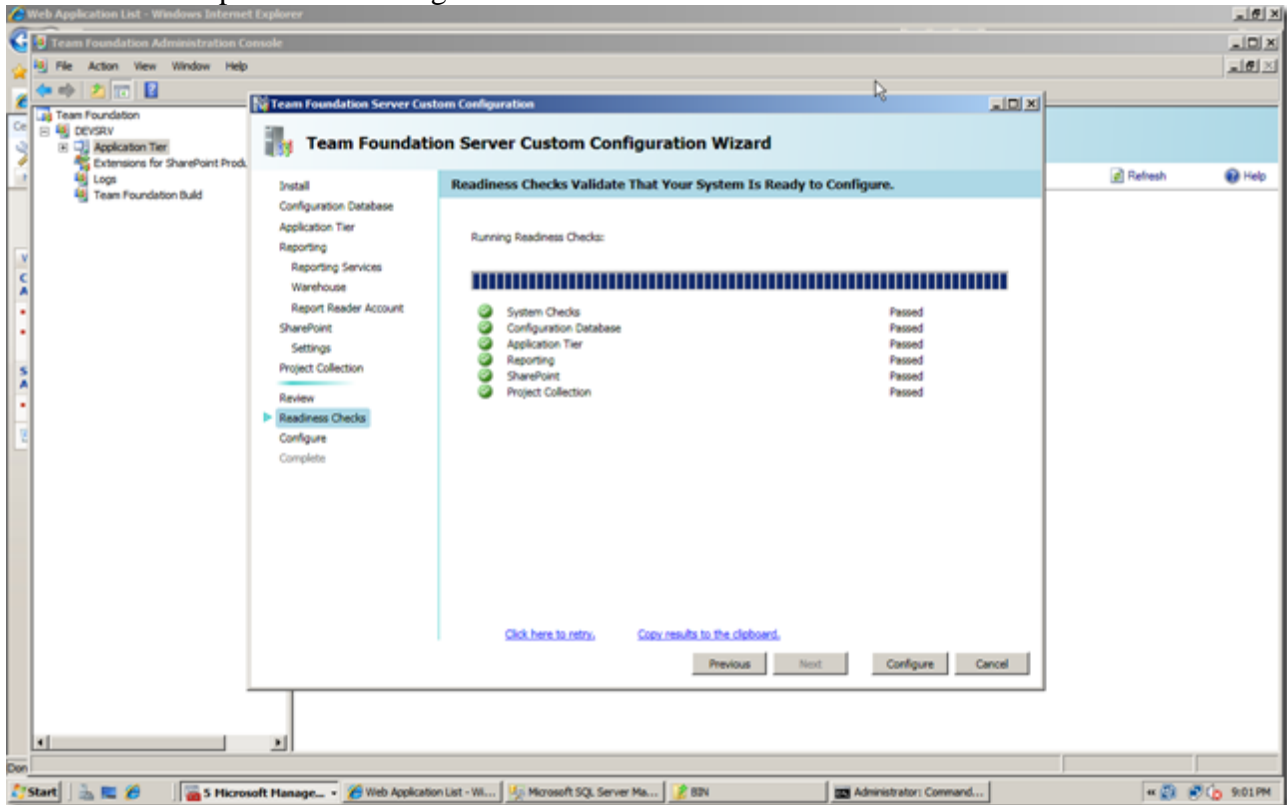 Web Application List - Windows Internet Explorer
Team Foundation Administration Console
File Action View Window Help
Team Foundation
DEVSRV
Application Tier
Extensions for SharePoint Produ
Logs
Team Foundation Build
Refresh Help
Team Foundation Server Custom Configuration
Team Foundation Server Custom Configuration Wizard
Install
Configuration Database
Application Tier
Reporting
Reporting Services
Warehouse
Report Reader Account
SharePoint
Settings
Project Collection
Review
Readiness Checks
Configure
Complete
Readiness Checks Validate That Your System Is Ready to Configure.
Running Readiness Checks:
System Checks Passed
Configuration Database Passed
Application Tier Passed
Reporting Passed
SharePoint Passed
Project Collection Passed
Click here to retry. Copy results to the clipboard.
Previous Next Configure Cancel
Don
Start 5 Microsoft Manage... Web Application List - Wi... Microsoft SQL Server Ma... BIN Administrator: Command... 9:01 PM